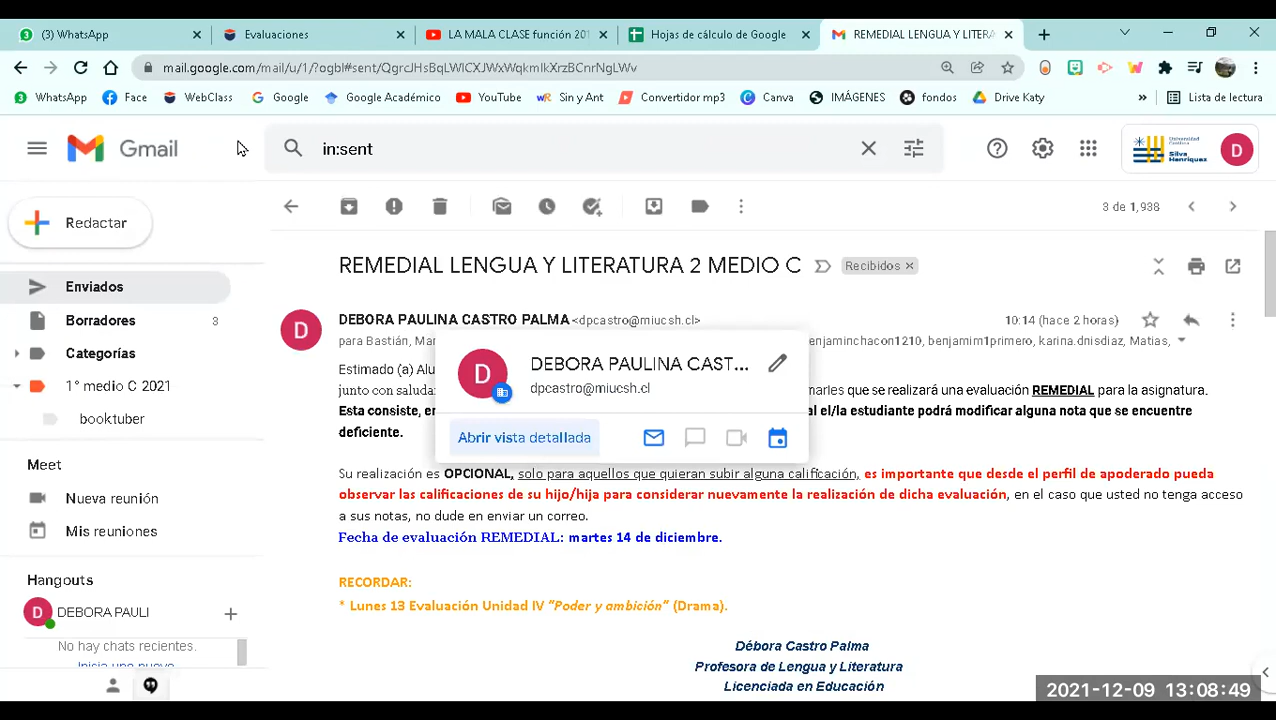 (3) WhatsApp
Evaluaciones
LA MALA CLASE función 201
Hojas de cálculo de Google
REMEDIAL LENGUA Y LITERA
mail.google.com/mail/u/1/?ogbl#sent/QgrcJHsBqLWlCXJWxWqkmIkXrzBCnrNgLWv
WhatsApp
Face
WebClass
Google
Google Académico
YouTube
Sin y Ant
Convertidor mp3
Canva
IMÁGENES
fondos
Drive Katy
»
Lista de lectura
Gmail
in:sent
Universidad Católica
Silva Henríquez
D
Redactar
3 de 1,938
REMEDIAL LENGUA Y LITERATURA 2 MEDIO C
Recibidos ×
Enviados
Borradores 3
Categorías
1° medio C 2021
booktuber
D
DEBORA PAULINA CASTRO PALMA <dpcastro@miucsh.cl>
10:14 (hace 2 horas)
para Bastián, Mar
enjaminchacon1210, benjamim1primero, karina.dnisdiaz, Matias,
D
DEBORA PAULINA CAST...
dpcastro@miucsh.cl
Abrir vista detallada
Estimado (a) Alu
junto con saluda
marles que se realizará una evaluación REMEDIAL para la asignatura.
Esta consiste, en
al el/la estudiante podrá modificar alguna nota que se encuentre
deficiente.
Su realización es OPCIONAL, solo para aquellos que quieran subir alguna calificación, es importante que desde el perfil de apoderado pueda
observar las calificaciones de su hijo/hija para considerar nuevamente la realización de dicha evaluación, en el caso que usted no tenga acceso
a sus notas, no dude en enviar un correo.
Fecha de evaluación REMEDIAL: martes 14 de diciembre.
RECORDAR:
* Lunes 13 Evaluación Unidad IV "Poder y ambición" (Drama).
Débora Castro Palma
Profesora de Lengua y Literatura
Licenciada en Educación
Meet
Nueva reunión
Mis reuniones
Hangouts
D
DEBORA PAULI
No hay chats recientes.
Inicia uno nuevo
2021-12-09 13:08:49